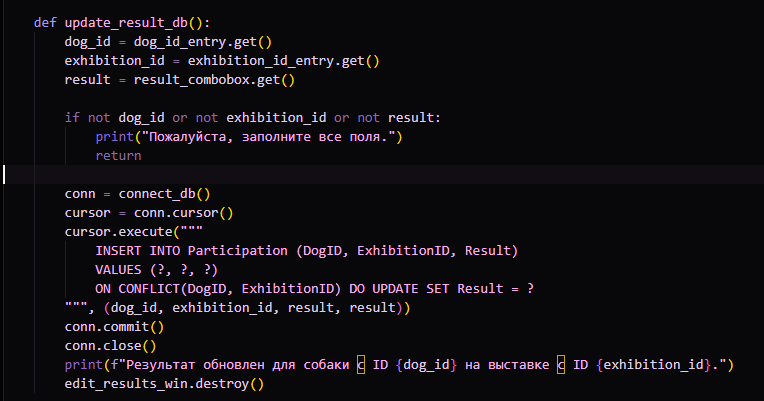 def update_result_db():
    dog_id = dog_id_entry.get()
    exhibition_id = exhibition_id_entry.get()
    result = result_combobox.get()
    if not dog_id or not exhibition_id or not result:
        print("Пожалуйста, заполните все поля.")
        return
    conn = connect_db()
    cursor = conn.cursor()
    cursor.execute("""
        INSERT INTO Participation (DogID, ExhibitionID, Result)
        VALUES (?, ?, ?)
        ON CONFLICT(DogID, ExhibitionID) DO UPDATE SET Result = ?
    """, (dog_id, exhibition_id, result, result))
    conn.commit()
    conn.close()
    print(f"Результат обновлен для собаки с ID {dog_id} на выставке с ID {exhibition_id}.")
    edit_results_win.destroy()